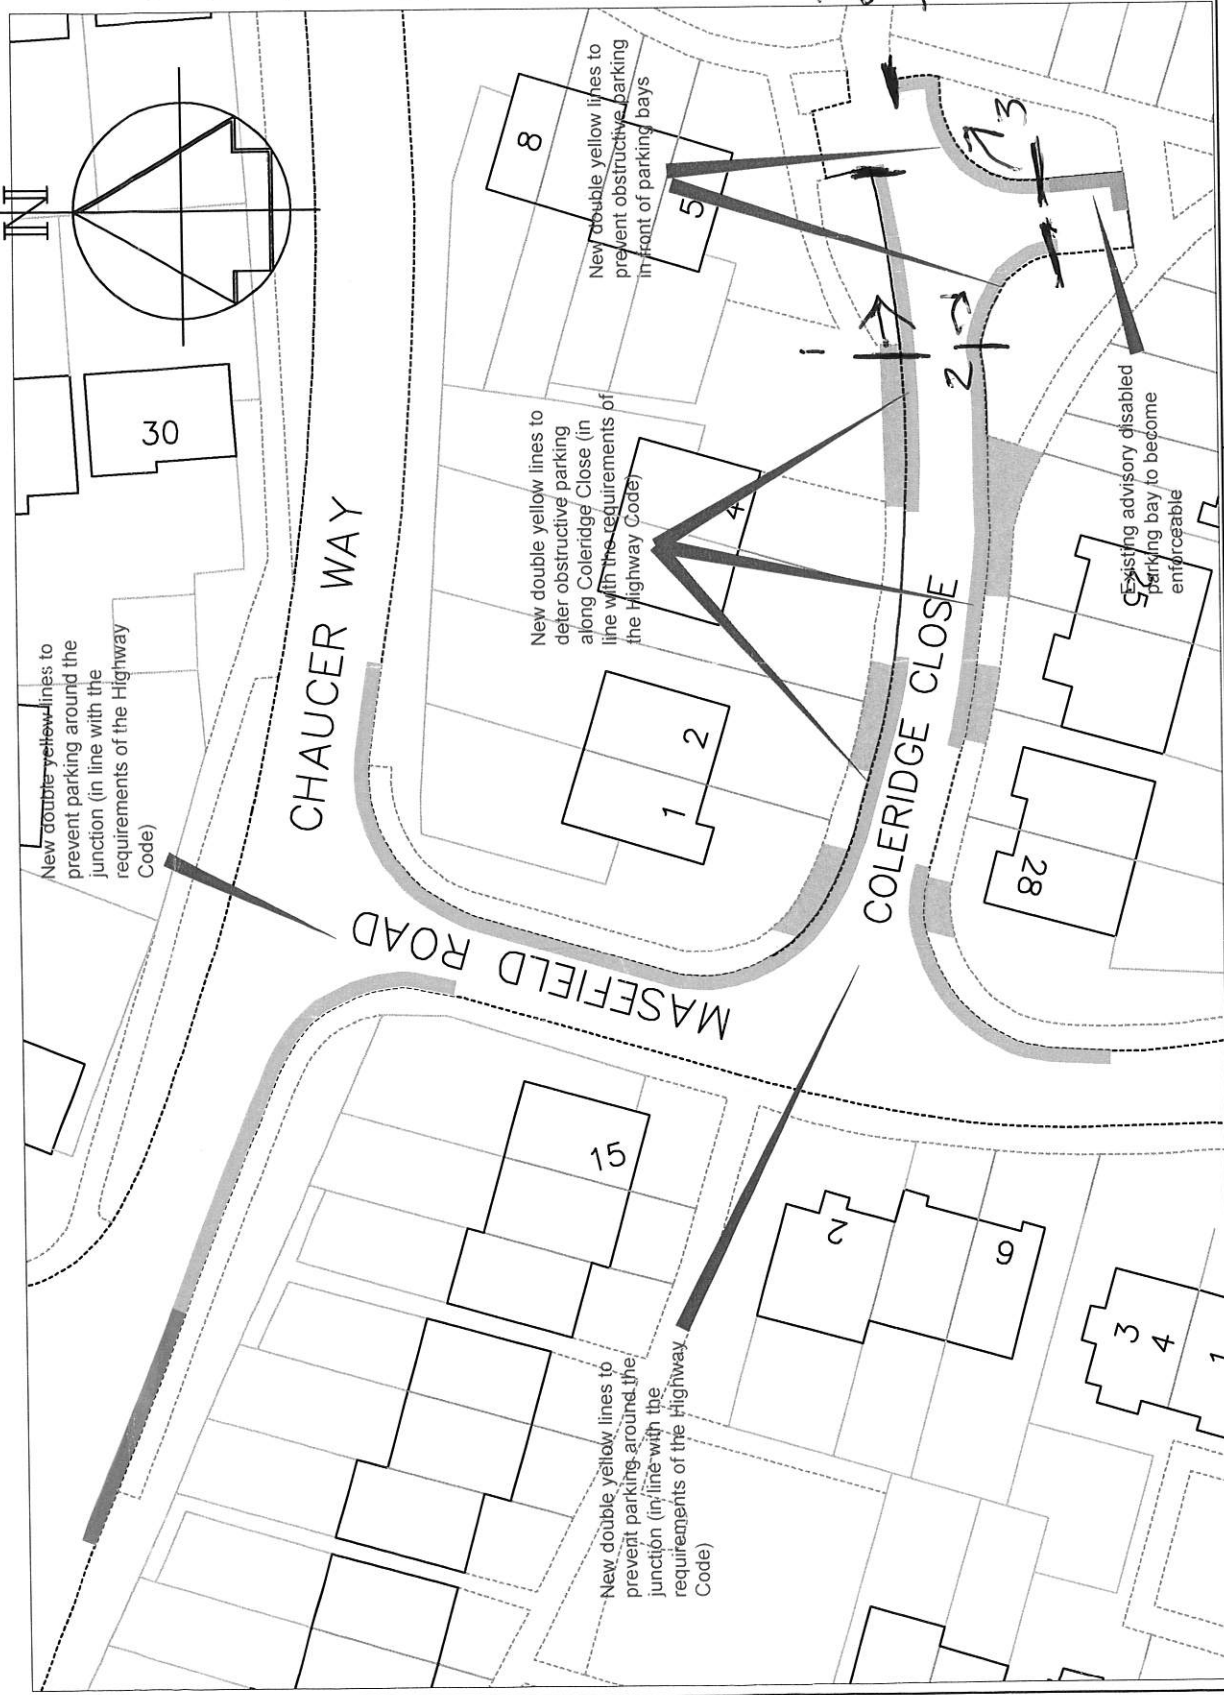 N
30
CHAUCER WAY
MASEFIELD ROAD
COLERIDGE CLOSE
New double yellow lines to
prevent parking around the
junction (in line with the
requirements of the Highway
Code)
New double yellow lines to
deter obstructive parking
along Coleridge Close (in
line with the requirements of
the Highway Code)
New double yellow lines to
prevent obstructive parking
in front of parking bays
Existing advisory disabled
parking bay to become
enforceable
New double yellow lines to
prevent parking around the
junction (in line with the
requirements of the Highway
Code)
8
5
4
2
1
25
28
15
2
6
3
4
1
1
2
3